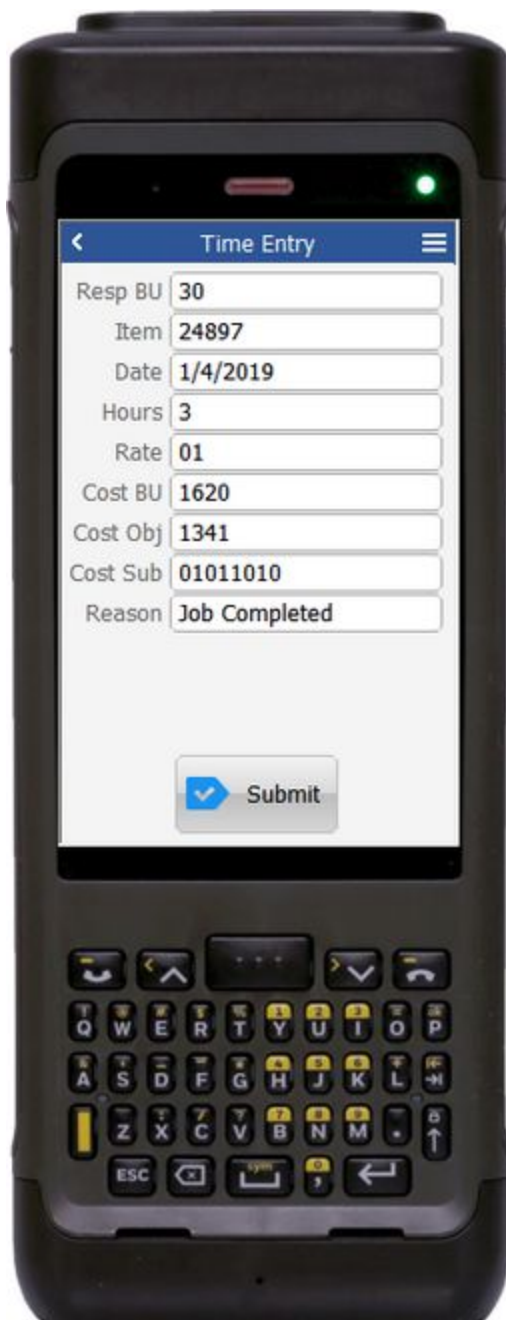 Time Entry
Resp BU 30
Item 24897
Date 1/4/2019
Hours 3
Rate 01
Cost BU 1620
Cost Obj 1341
Cost Sub 01011010
Reason Job Completed
Submit
Q W E R T Y U I O P
A S D F G H J K L
Z X C V B N M .
ESC sym ,